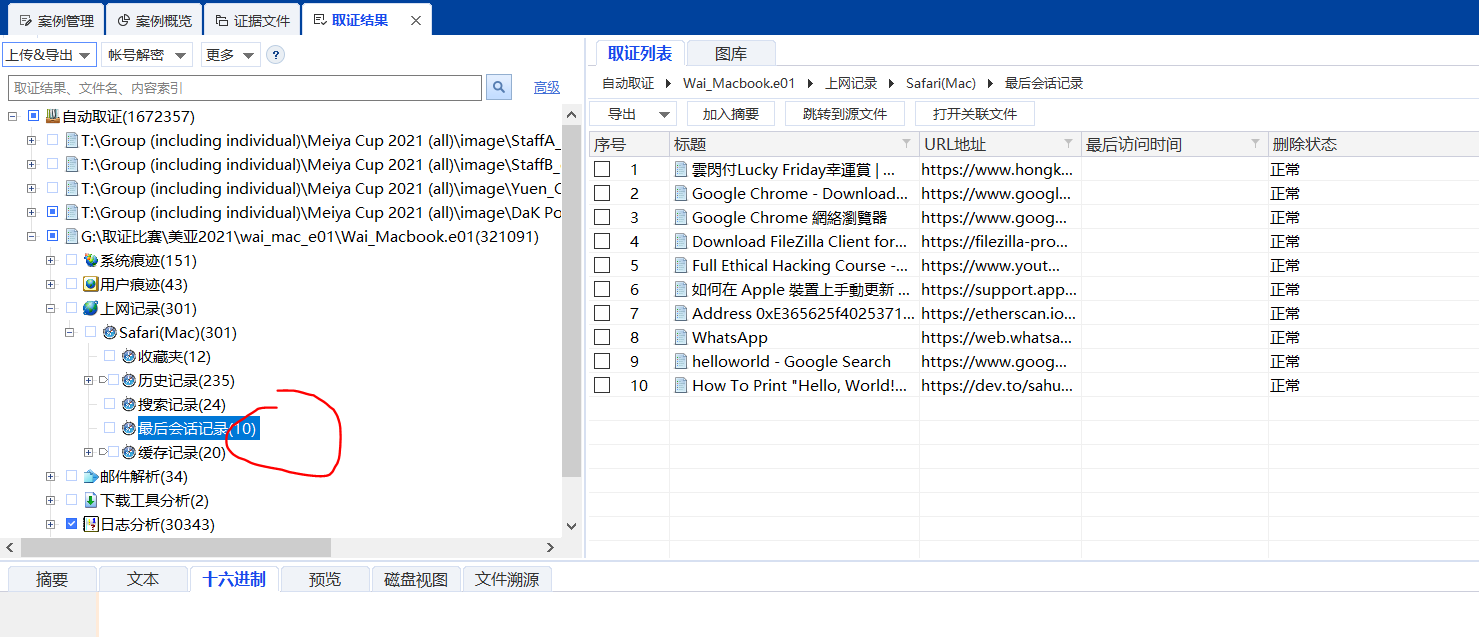 案例管理 案例概览 证据文件 取证结果
上传&导出 帐号解密 更多 ?
取证结果、文件名、内容索引 高级
自动取证(1672357)
T:\Group (including individual)\Meiya Cup 2021 (all)\image\StaffA_
T:\Group (including individual)\Meiya Cup 2021 (all)\image\StaffB_
T:\Group (including individual)\Meiya Cup 2021 (all)\image\Yuen_C
T:\Group (including individual)\Meiya Cup 2021 (all)\image\DaK Po
G:\取证比赛\美亚2021\wai_mac_e01\Wai_Macbook.e01(321091)
系统痕迹(151)
用户痕迹(43)
上网记录(301)
Safari(Mac)(301)
收藏夹(12)
历史记录(235)
搜索记录(24)
最后会话记录(10)
缓存记录(20)
邮件解析(34)
下载工具分析(2)
日志分析(30343)
取证列表 图库
自动取证 Wai_Macbook.e01 上网记录 Safari(Mac) 最后会话记录
导出 加入摘要 跳转到源文件 打开关联文件
序号 标题 URL地址 最后访问时间 删除状态
1 雲閃付Lucky Friday幸運賞 | ... https://www.hongk... 正常
2 Google Chrome - Download... https://www.googl... 正常
3 Google Chrome 網絡瀏覽器 https://www.goog... 正常
4 Download FileZilla Client for... https://filezilla-pro... 正常
5 Full Ethical Hacking Course -... https://www.yout... 正常
6 如何在 Apple 裝置上手動更新 ... https://support.app... 正常
7 Address 0xE365625f4025371... https://etherscan.io... 正常
8 WhatsApp https://web.whatsa... 正常
9 helloworld - Google Search https://www.goog... 正常
10 How To Print "Hello, World!... https://dev.to/sahu... 正常
摘要 文本 十六进制 预览 磁盘视图 文件溯源